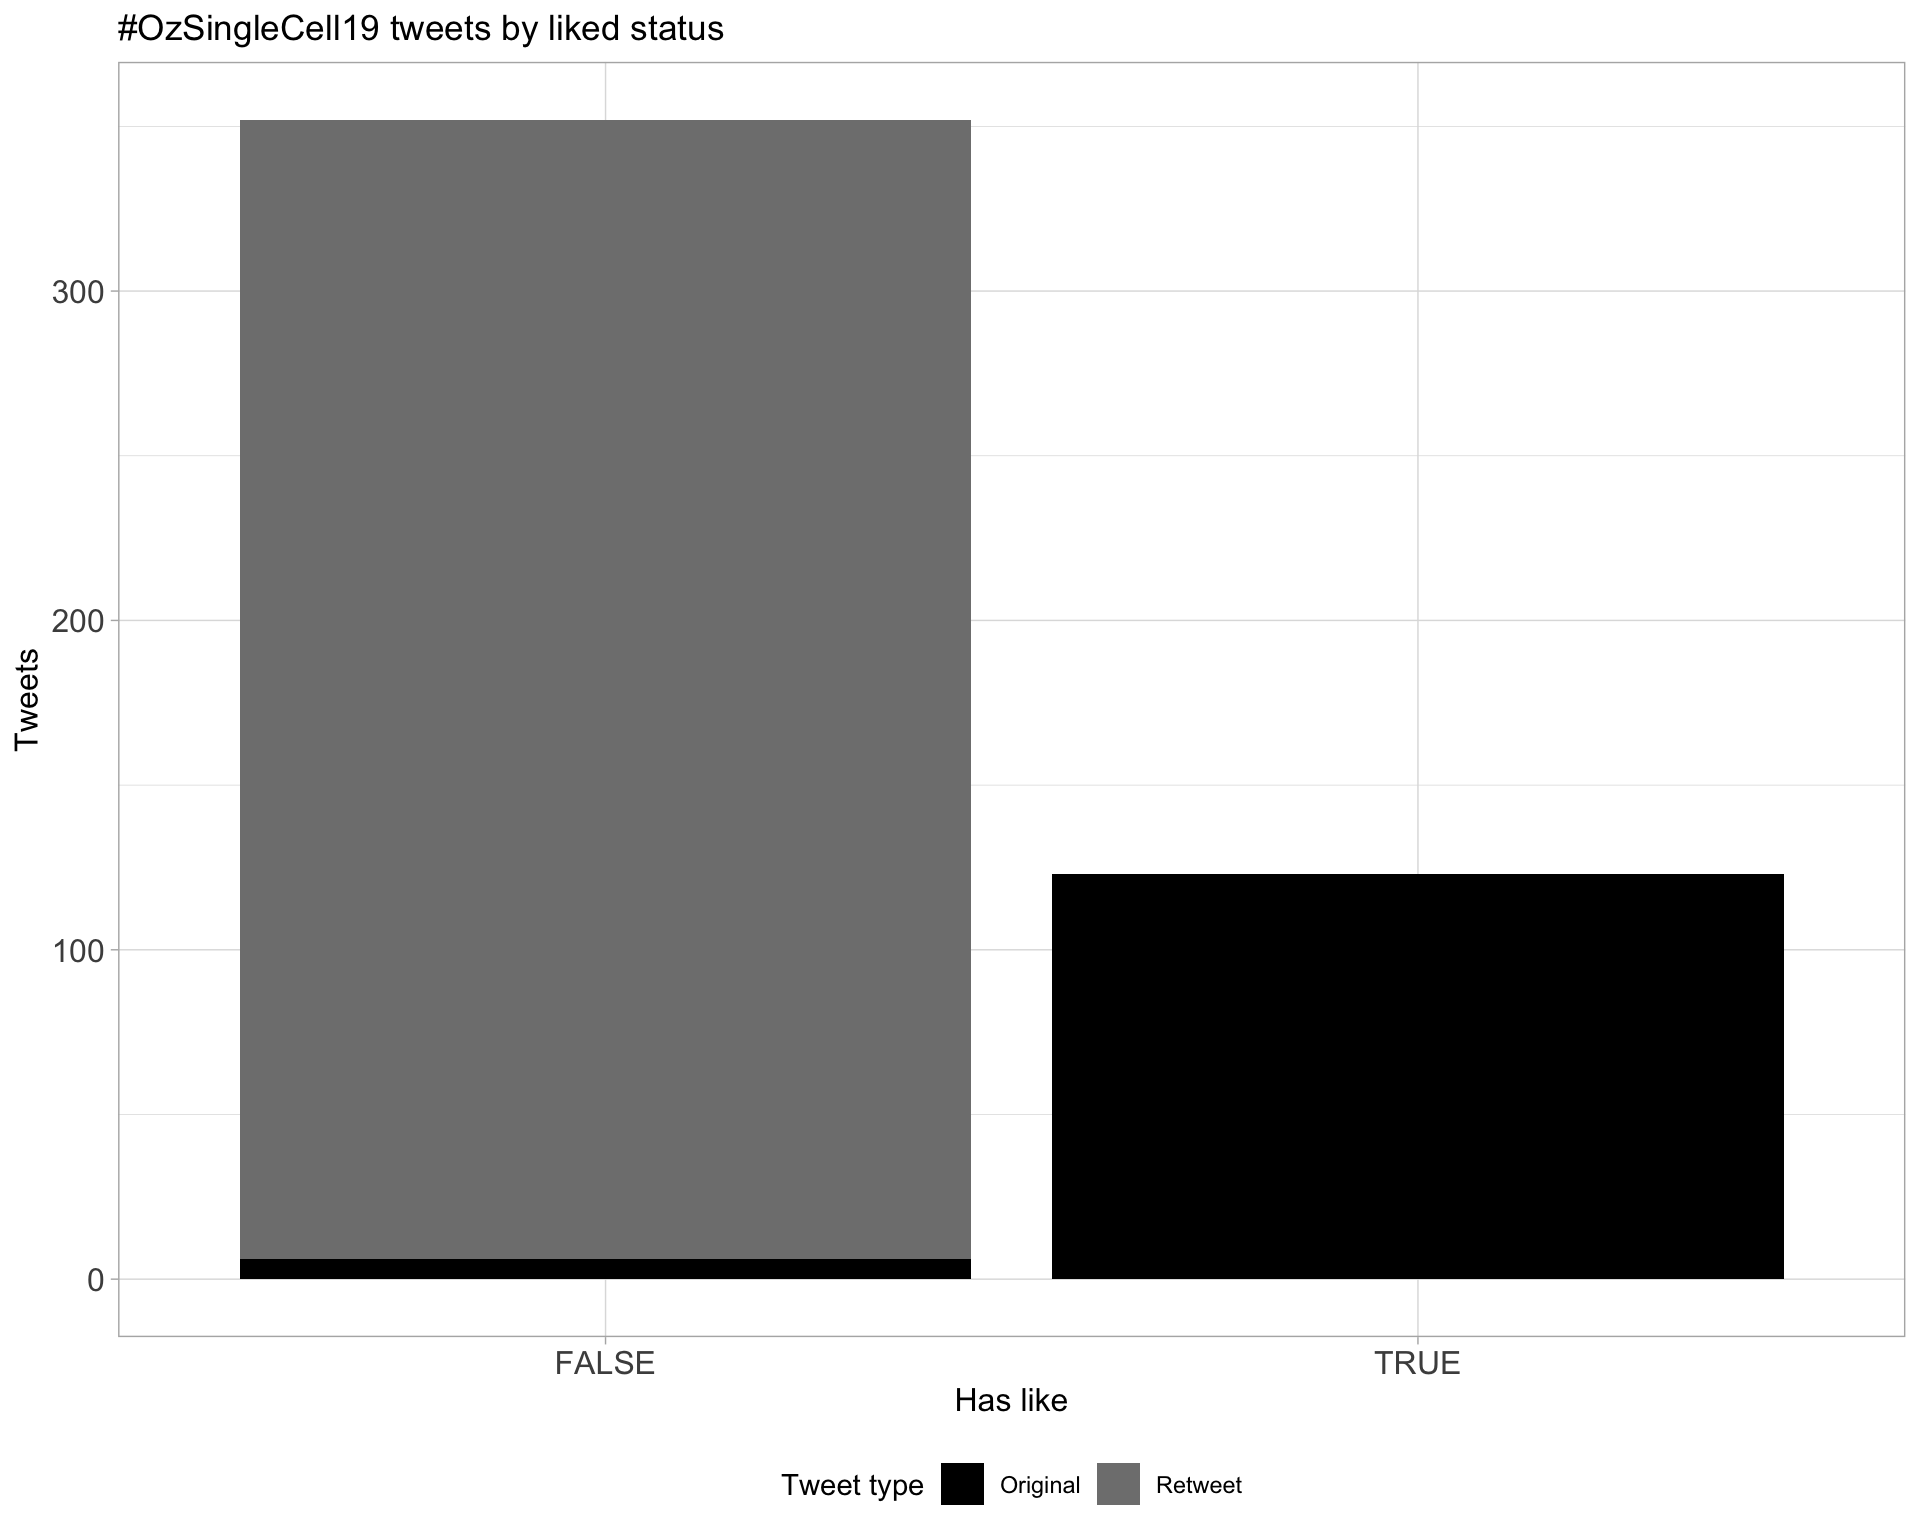 #OzSingleCell19 tweets by liked status
Tweets
300
200
100
0
FALSE TRUE
Has like
Tweet type Original Retweet